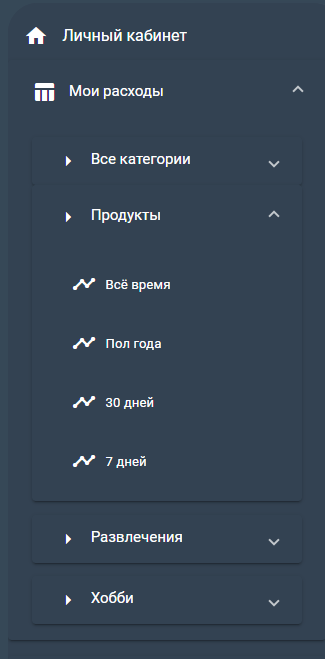 Личный кабинет
Мои расходы
Все категории
Продукты
Всё время
Пол года
30 дней
7 дней
Развлечения
Хобби